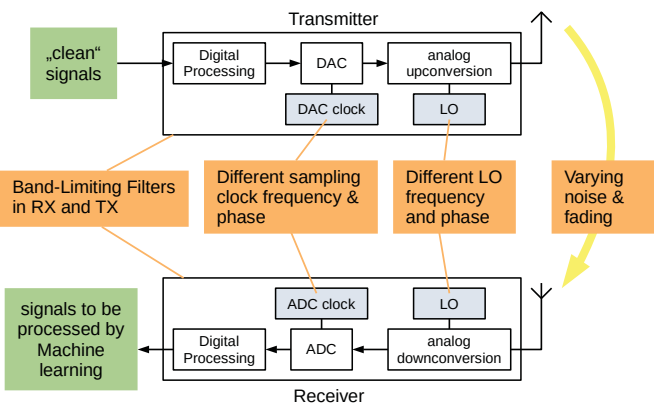 Transmitter
„clean“
signals
Digital
Processing
DAC
analog
upconversion
DAC clock
LO
Band-Limiting Filters
in RX and TX
Different sampling
clock frequency &
phase
Different LO
frequency
and phase
Varying
noise &
fading
signals to be
processed by
Machine
learning
ADC clock
LO
Digital
Processing
ADC
analog
downconversion
Receiver